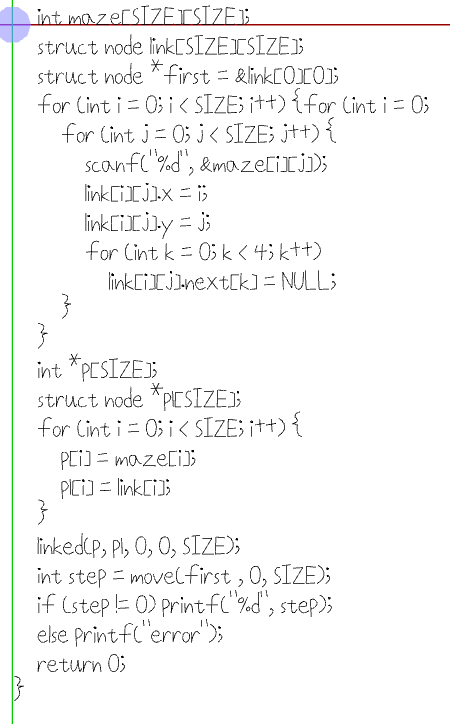 int maze[SIZE][SIZE];
struct node link[SIZE][SIZE];
struct node *first = &link[0][0];
for (int i = 0; i < SIZE; i++) { for (int i = 0;
for (int j = 0; j < SIZE; j++) {
scanf("%d", &maze[i][j]);
link[i][j].x = i;
link[i][j].y = j;
for (int k = 0; k < 4; k++)
link[i][j].next[k] = NULL;
}
}
int *p[SIZE];
struct node *pl[SIZE];
for (int i = 0; i < SIZE; i++) {
p[i] = maze[i];
pl[i] = link[i];
}
linked(p, pl, 0, 0, SIZE);
int step = move(first , 0, SIZE);
if (step != 0) printf("%d", step);
else printf("error");
return 0;
}